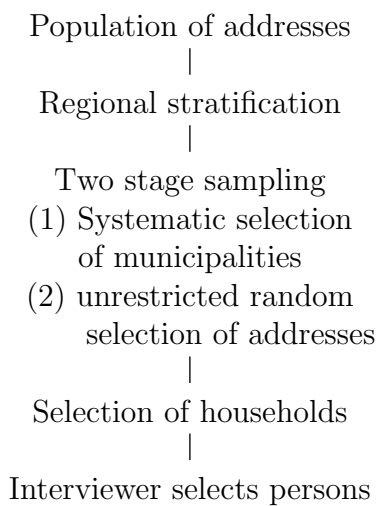 Population of addresses
|
Regional stratification
|
Two stage sampling
(1) Systematic selection
of municipalities
(2) unrestricted random
selection of addresses
|
Selection of households
|
Interviewer selects persons